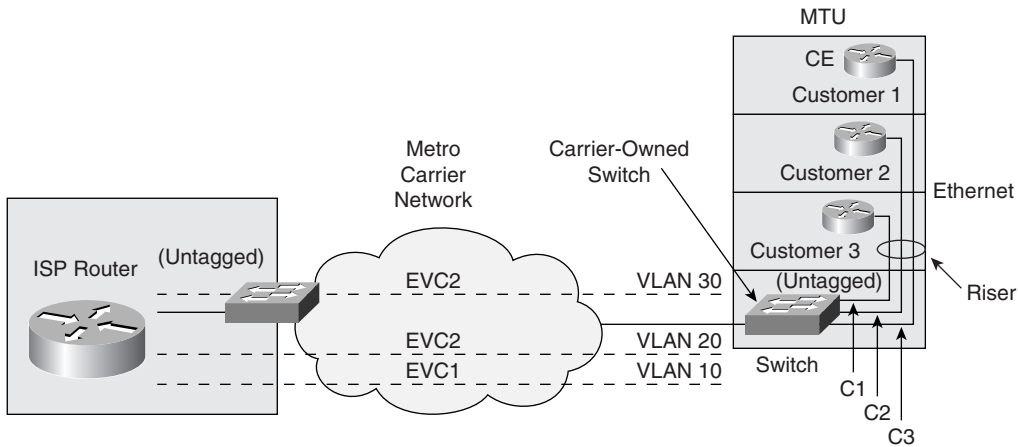 MTU
CE
Customer 1
Metro
Carrier
Network
Carrier-Owned
Switch
Customer 2
Ethernet
(Untagged)
ISP Router
Customer 3
EVC2
VLAN 30
(Untagged)
Riser
EVC2
VLAN 20
EVC1
VLAN 10
Switch
C1
C2
C3